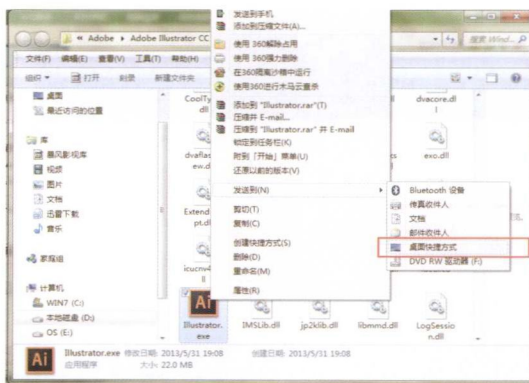 Adobe ▸ Adobe Illustrator CC
搜索 Wind...
文件(F) 编辑(E) 查看(V) 工具(T) 帮助(H)
组织 打开 刻录 新建文件夹
桌面
最近访问的位置
库
暴风影视库
视频
图片
文档
迅雷下载
音乐
家庭组
计算机
WIN7 (C:)
本地磁盘 (D:)
OS (E:)
CoolTy
dll
dvaflas
ew.d
Extend
pt.dl
icucnv4
ll
dvacore.dl
l
exo.dll
Illustrator.
exe
IMSLib.dll
jp2klib.dll
libmmd.dll
LogSessio
n.dll
发送到手机
添加到压缩文件(A)...
使用 360解除占用
使用 360强力删除
在360隔离沙箱中运行
使用360进行木马云查杀
添加到 "Illustrator.rar"(T)
压缩并 E-mail...
压缩到 "Illustrator.rar" 并 E-mail
锁定到任务栏(K)
附到「开始」菜单(U)
还原以前的版本(V)
发送到(N)
剪切(T)
复制(C)
创建快捷方式(S)
删除(D)
重命名(M)
属性(R)
Bluetooth 设备
传真收件人
文档
邮件收件人
桌面快捷方式
DVD RW 驱动器 (F:)
Ai
Ai
Illustrator.exe 修改日期: 2013/5/31 19:08 创建日期: 2013/5/31 19:08
应用程序 大小: 22.0 MB